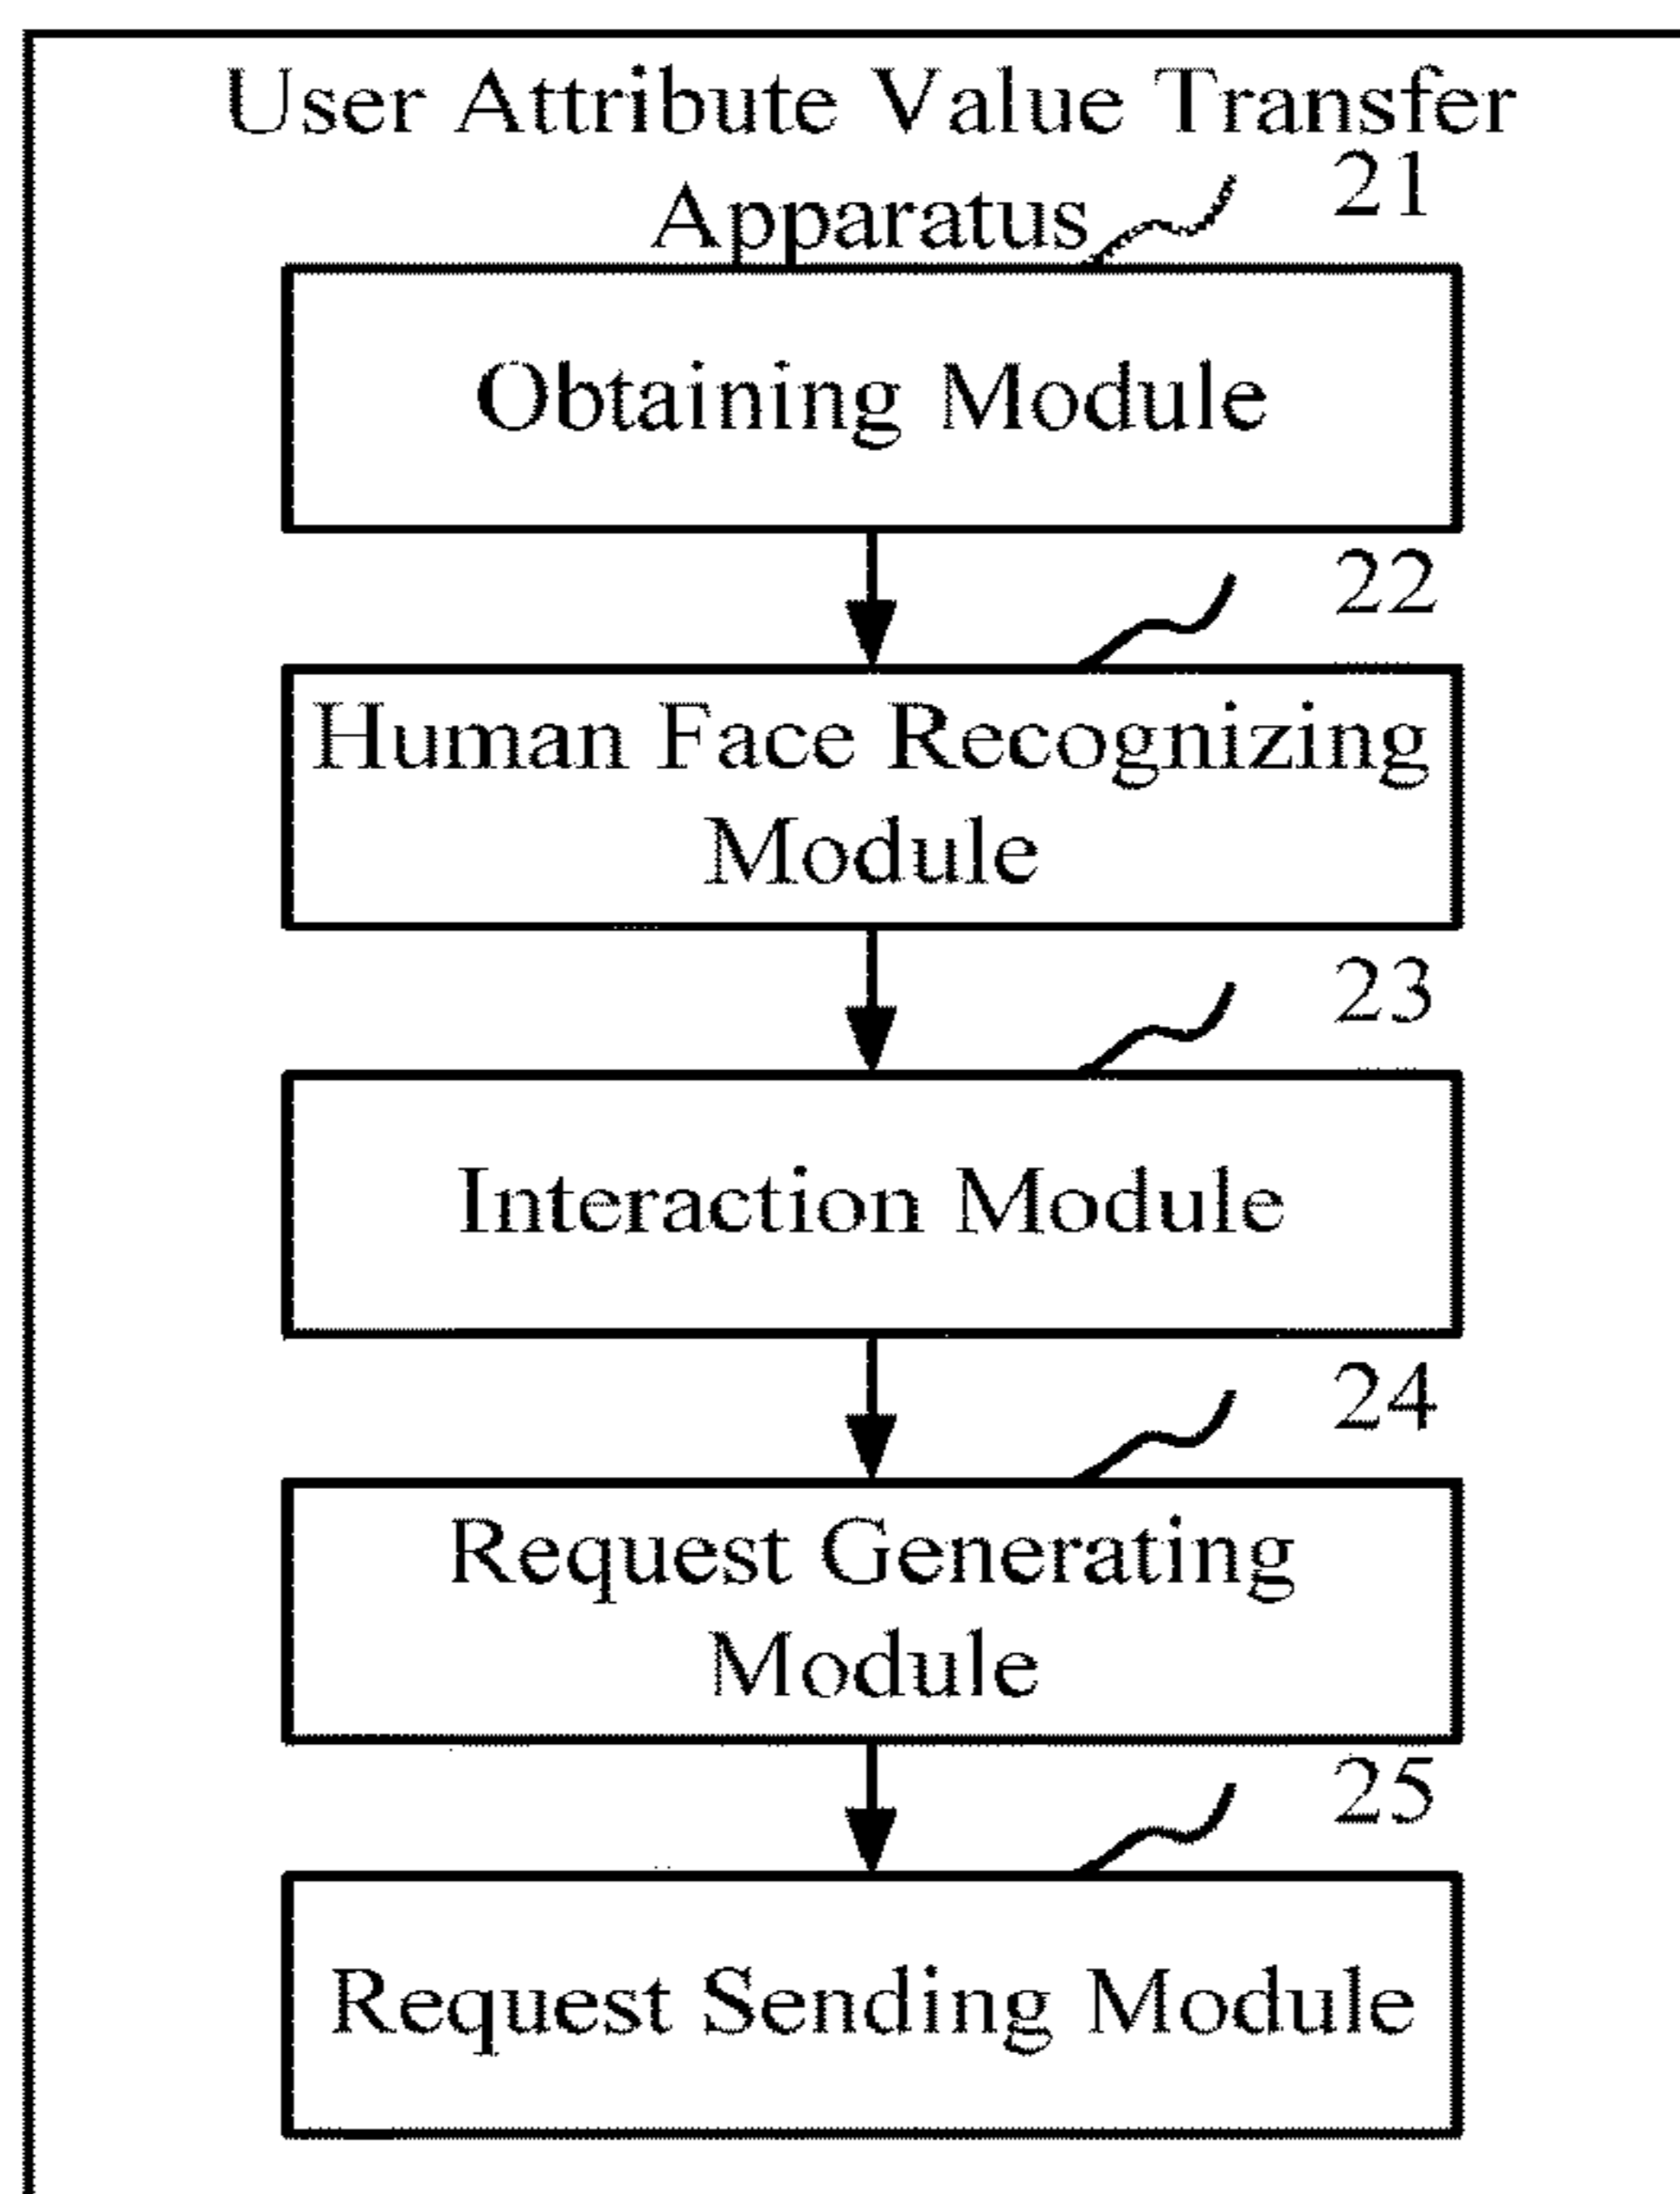 User Attribute Value Transfer
Apparatus
21
Obtaining Module
22
Human Face Recognizing
Module
23
Interaction Module
24
Request Generating
Module
25
Request Sending Module